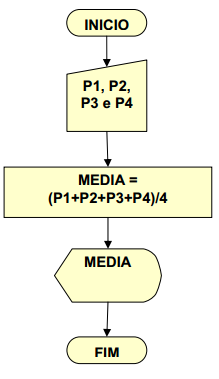 INICIO
P1, P2,
P3 e P4
MEDIA =
(P1+P2+P3+P4)/4
MEDIA
FIM